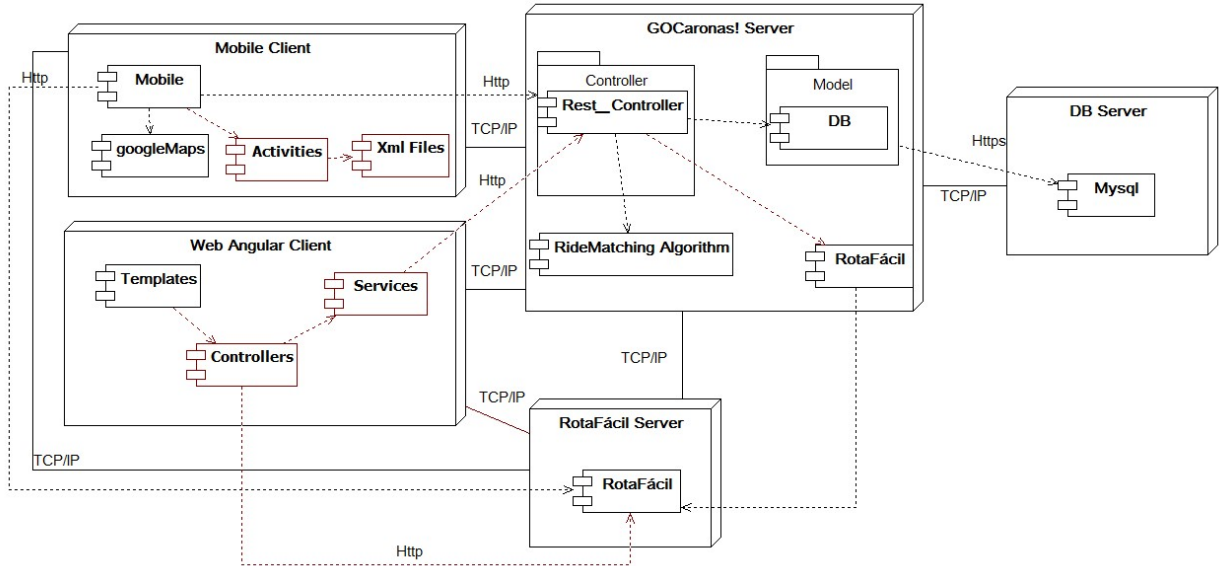 GOCaronas! Server
Mobile Client
Http
Mobile
Http
Controller
Rest_Controller
Model
DB
DB Server
TCP/IP
googleMaps
Activities
Xml Files
Https
Http
Mysql
TCP/IP
Web Angular Client
RideMatching Algorithm
RotaFácil
Templates
Services
TCP/IP
Controllers
TCP/IP
TCP/IP
RotaFácil Server
TCP/IP
RotaFácil
Http